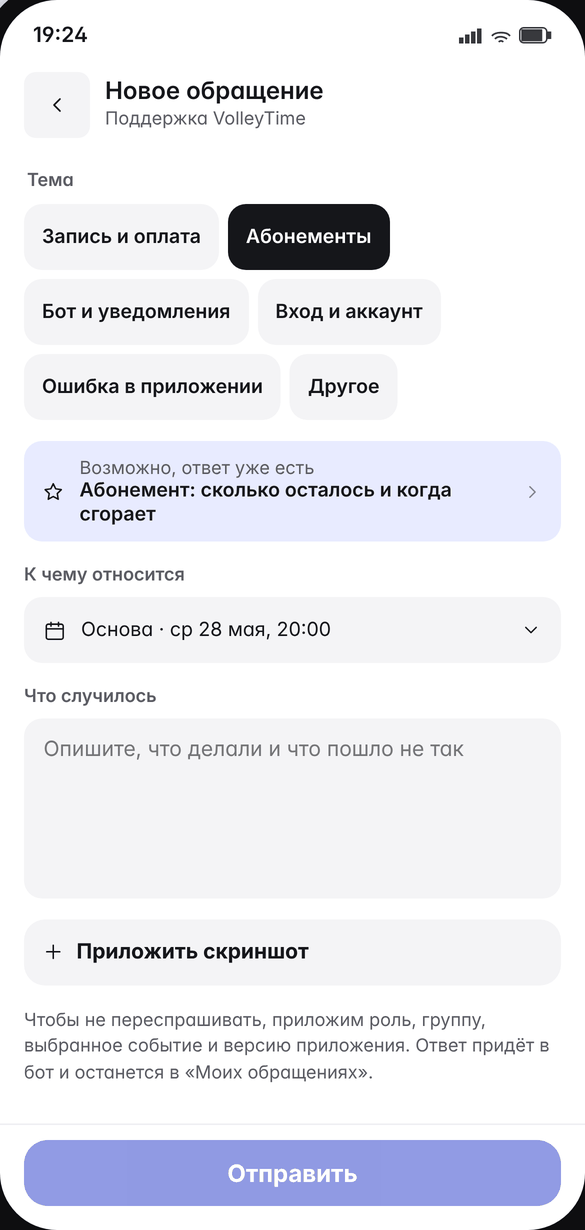 19:24
Новое обращение
Поддержка VolleyTime
Тема
Запись и оплата
Абонементы
Бот и уведомления
Вход и аккаунт
Ошибка в приложении
Другое
Возможно, ответ уже есть
Абонемент: сколько осталось и когда
сгорает
К чему относится
Основа · ср 28 мая, 20:00
Что случилось
Опишите, что делали и что пошло не так
Приложить скриншот
Чтобы не переспрашивать, приложим роль, группу,
выбранное событие и версию приложения. Ответ придёт в
бот и останется в «Моих обращениях».
Отправить